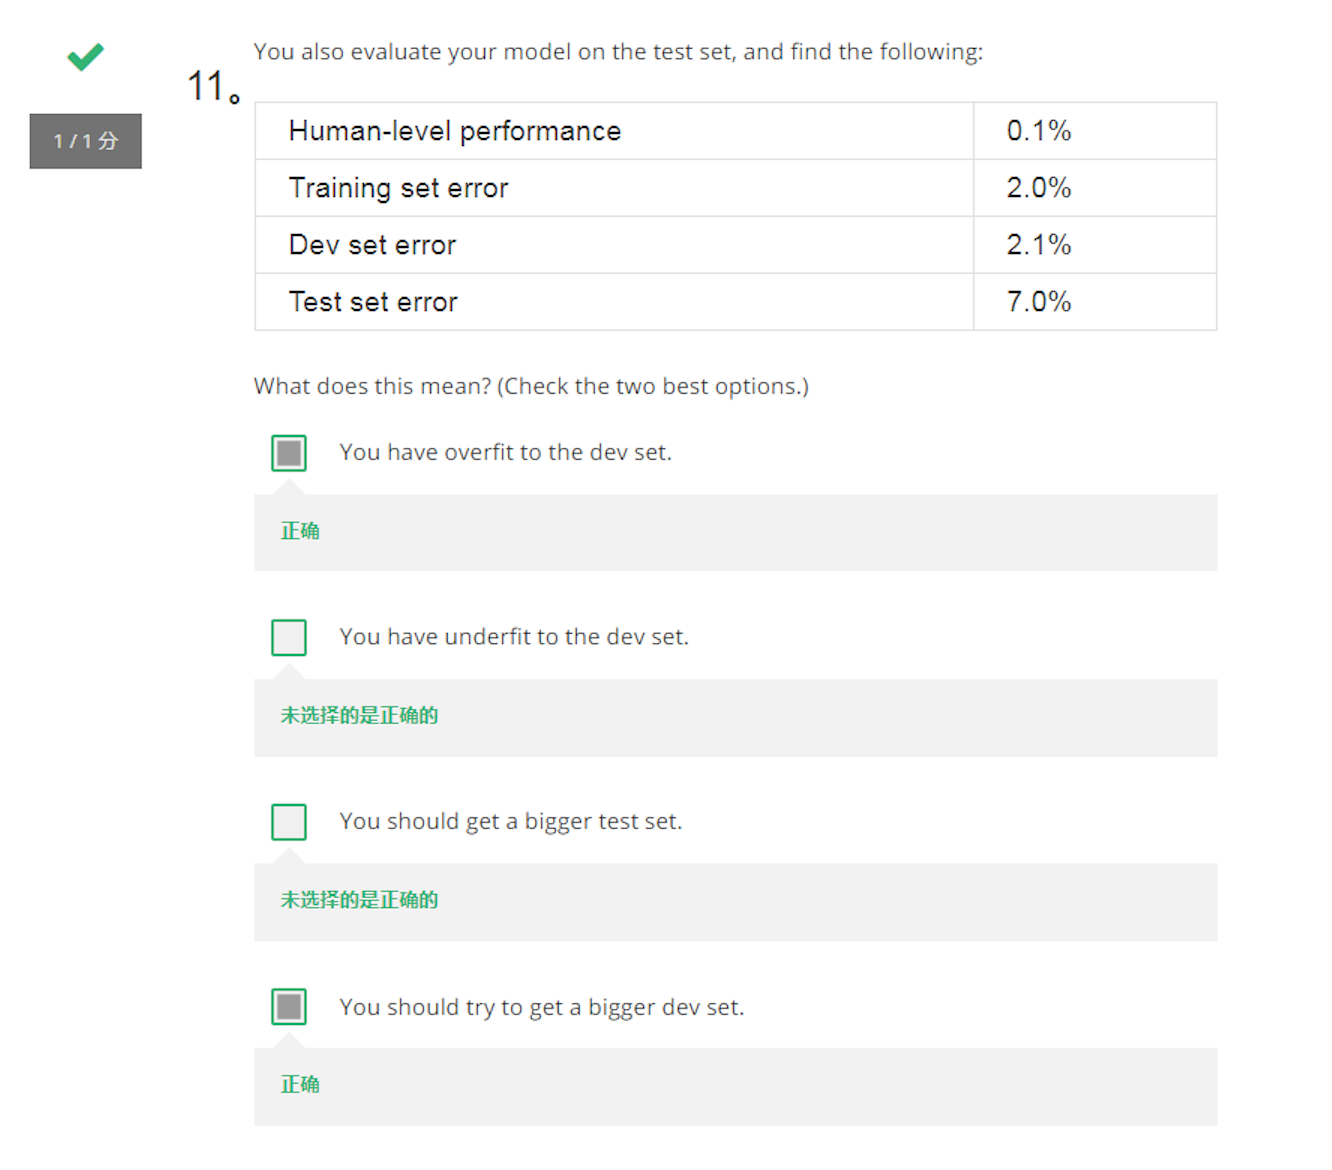 You also evaluate your model on the test set, and find the following:
11。
1 / 1 分
Human-level performance 0.1%
Training set error 2.0%
Dev set error 2.1%
Test set error 7.0%
What does this mean? (Check the two best options.)
You have overfit to the dev set.
正确
You have underfit to the dev set.
未选择的是正确的
You should get a bigger test set.
未选择的是正确的
You should try to get a bigger dev set.
正确